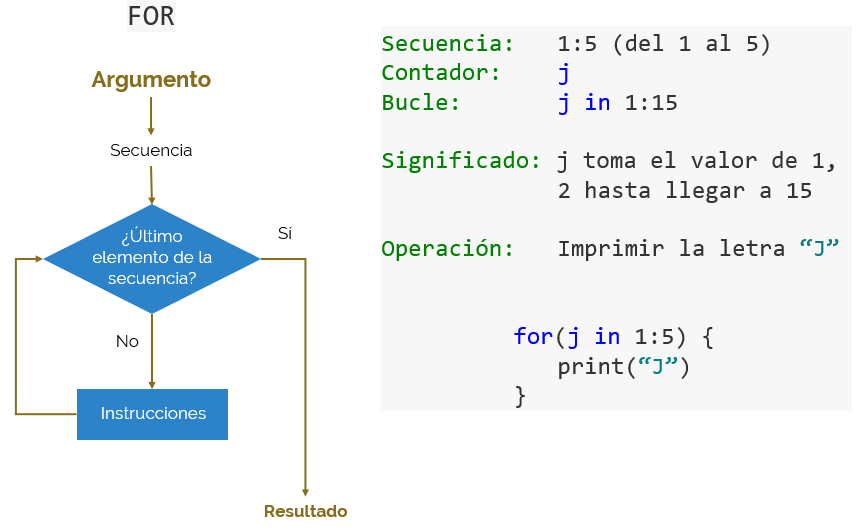 FOR
Argumento
Secuencia
¿Último
elemento de la
secuencia?
Sí
No
Instrucciones
Resultado
Secuencia: 1:5 (del 1 al 5)
Contador: j
Bucle: j in 1:15
Significado: j toma el valor de 1,
2 hasta llegar a 15
Operación: Imprimir la letra “J”
for(j in 1:5) {
print(“J”)
}